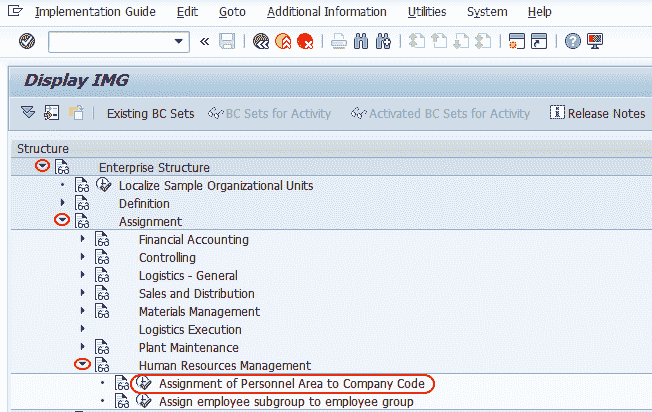 Implementation Guide Edit Goto Additional Information Utilities System Help
Display IMG
Existing BC Sets BC Sets for Activity Activated BC Sets for Activity Release Notes
Structure
Enterprise Structure
Localize Sample Organizational Units
Definition
Assignment
Financial Accounting
Controlling
Logistics - General
Sales and Distribution
Materials Management
Logistics Execution
Plant Maintenance
Human Resources Management
Assignment of Personnel Area to Company Code
Assign employee subgroup to employee group